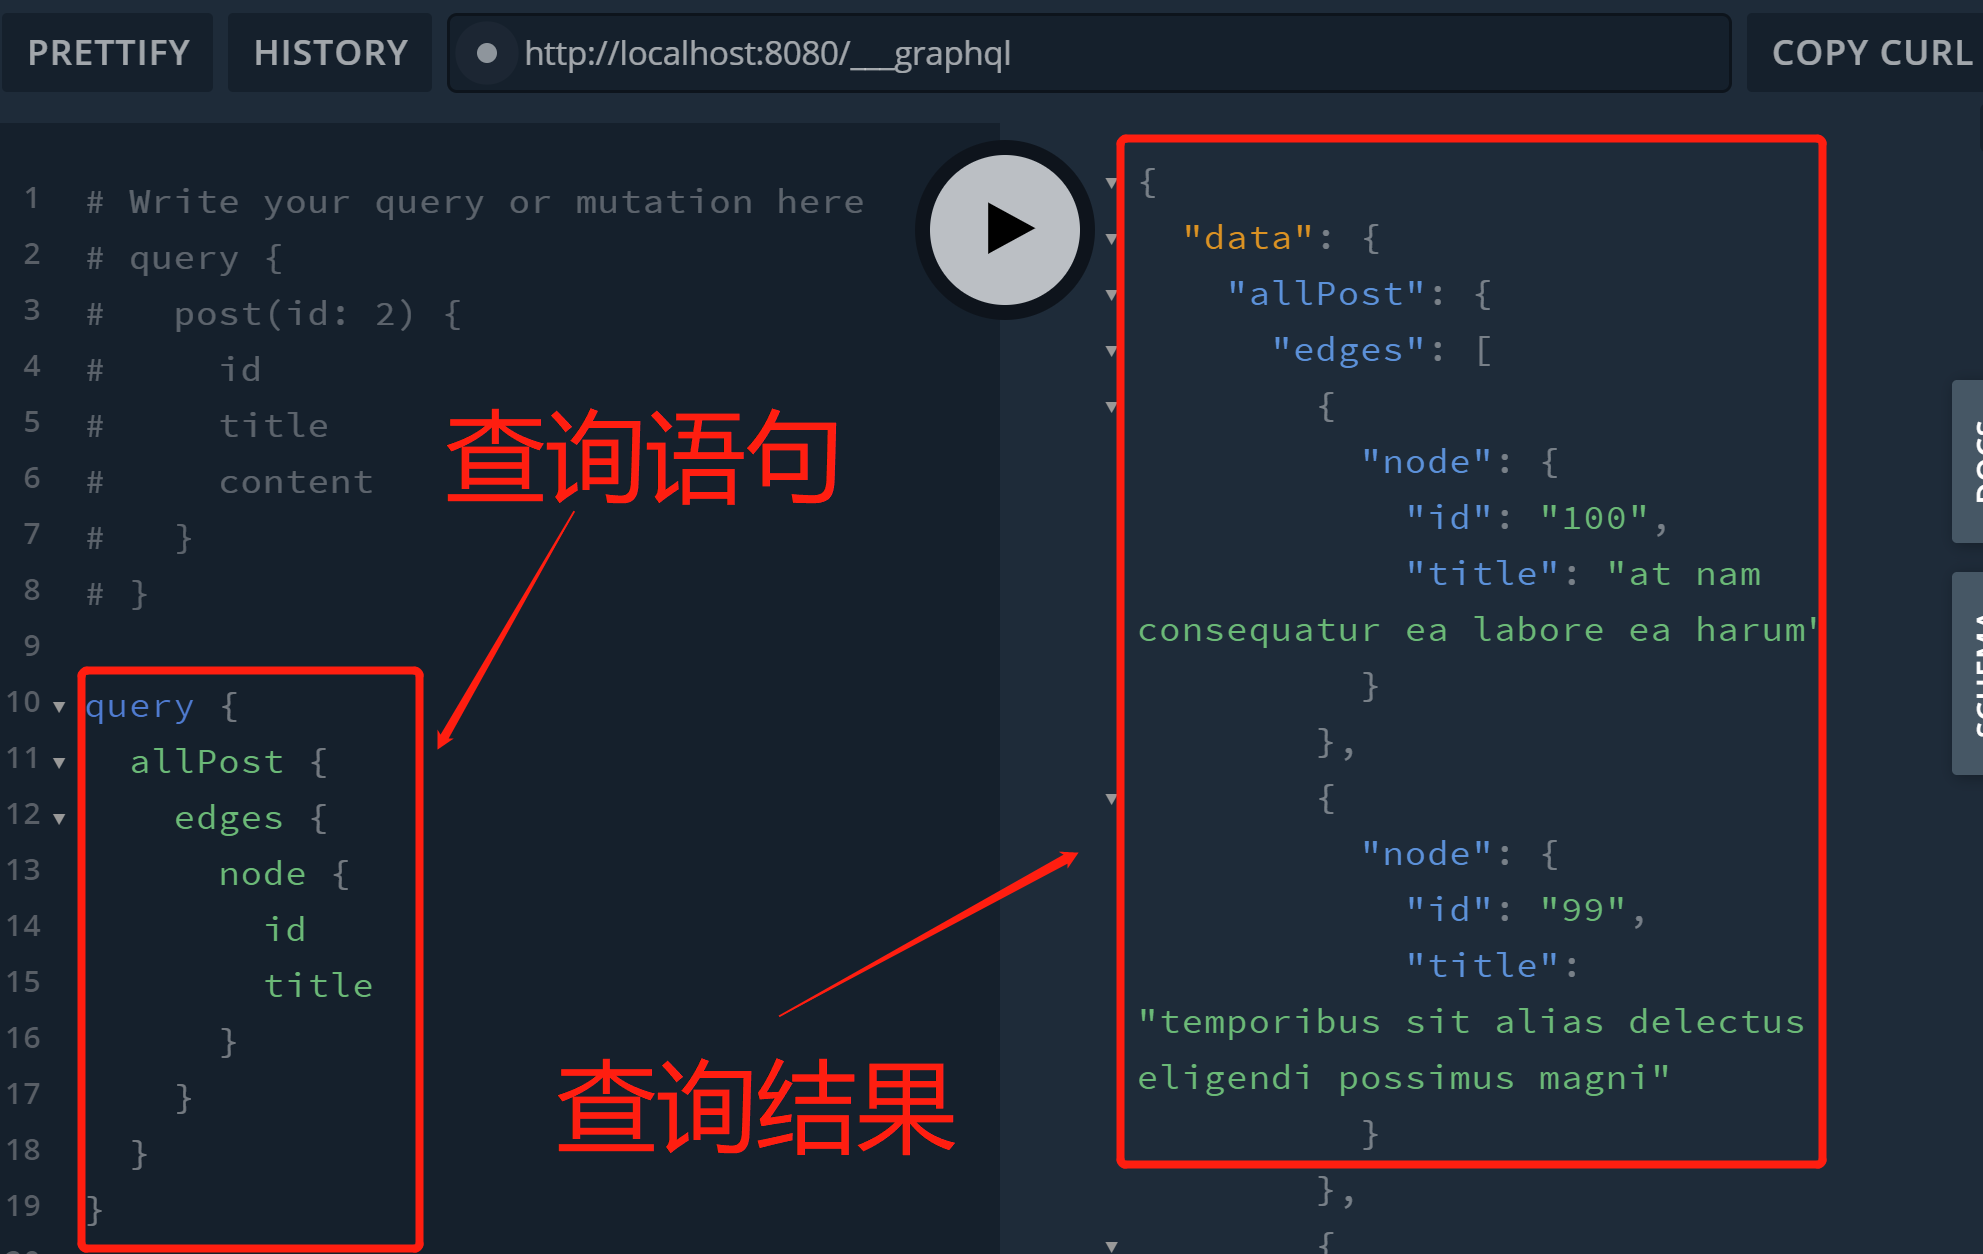 PRETTIFY
HISTORY
http://localhost:8080/___graphql
COPY CURL
1 # Write your query or mutation here
2 # query {
3 #   post(id: 2) {
4 #     id
5 #     title
6 #     content
7 #   }
8 # }
9
10 query {
11   allPost {
12     edges {
13       node {
14         id
15         title
16       }
17     }
18   }
19 }
查询语句
查询结果
{
  "data": {
    "allPost": {
      "edges": [
        {
          "node": {
            "id": "100",
            "title": "at nam
consequatur ea labore ea harum"
          }
        },
        {
          "node": {
            "id": "99",
            "title":
"temporibus sit alias delectus
eligendi possimus magni"
          }
        },
        {
DOCS
SCHEMA